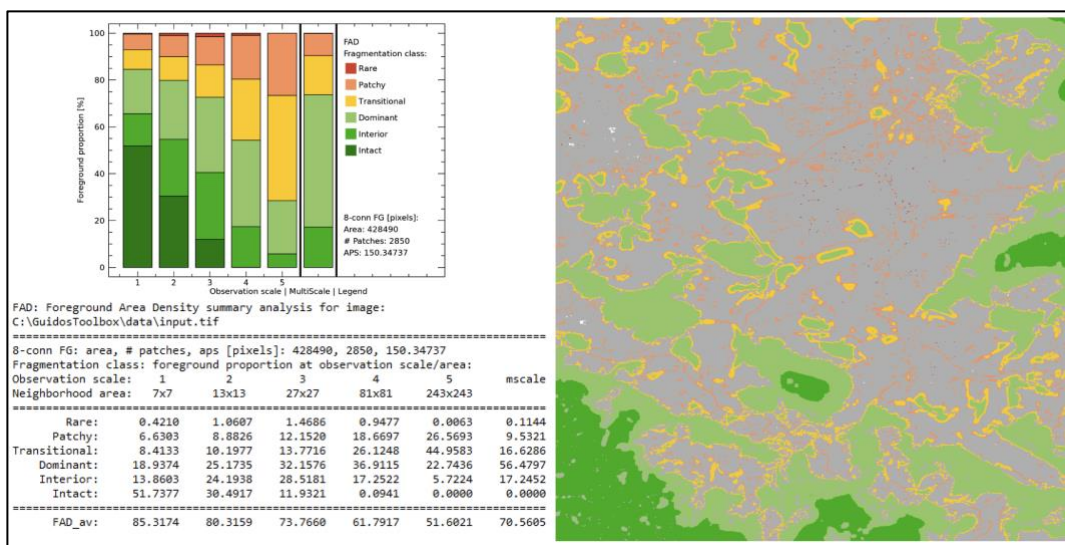 100
80
60
40
20
0
Foreground proportion [%]
1 2 3 4 5
Observation scale | MultiScale | Legend
FAD
Fragmentation class:
Rare
Patchy
Transitional
Dominant
Interior
Intact
8-conn FG [pixels]:
Area: 428490
# Patches: 2850
APS: 150.34737
FAD: Foreground Area Density summary analysis for image:
C:\GuidosToolbox\data\input.tif
8-conn FG: area, # patches, aps [pixels]: 428490, 2850, 150.34737
Fragmentation class: foreground proportion at observation scale/area:
Observation scale: 1 2 3 4 5 mscale
Neighborhood area: 7x7 13x13 27x27 81x81 243x243
Rare: 0.4210 1.0607 1.4686 0.9477 0.0063 0.1144
Patchy: 6.6303 8.8826 12.1520 18.6697 26.5693 9.5321
Transitional: 8.4133 10.1977 13.7716 26.1248 44.9583 16.6286
Dominant: 18.9374 25.1735 32.1576 36.9115 22.7436 56.4797
Interior: 13.8603 24.1938 28.5181 17.2522 5.7224 17.2452
Intact: 51.7377 30.4917 11.9321 0.0941 0.0000 0.0000
FAD_av: 85.3174 80.3159 73.7660 61.7917 51.6021 70.5605